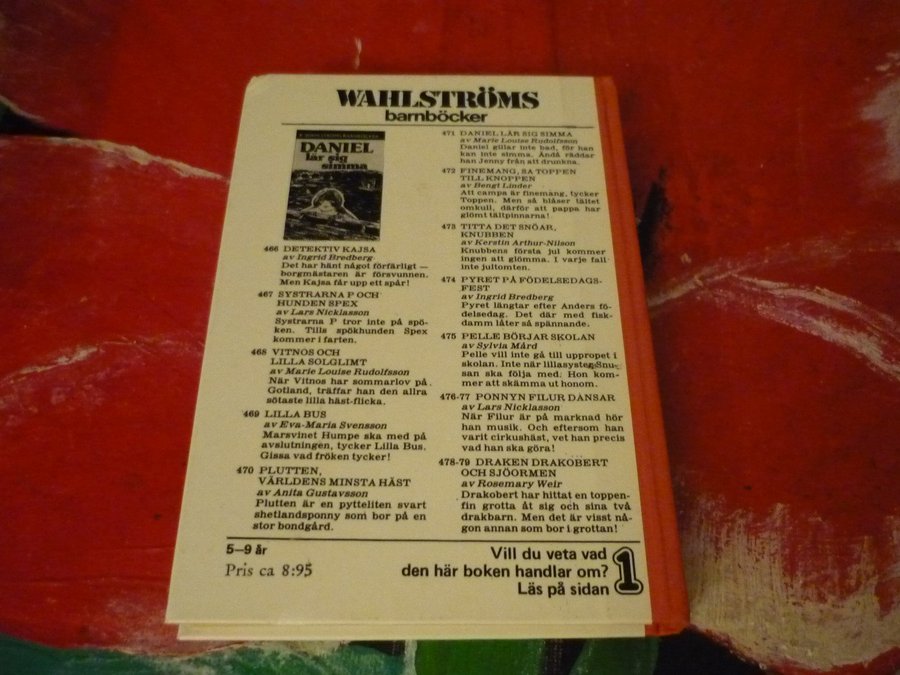 WAHLSTRÖMS
barnböcker
DANIEL
lär sig
simma
466 DETEKTIV KAJSA
av Ingrid Bredberg
Det har hänt något förfärligt —
borgmästaren är försvunnen.
Men Kajsa får upp ett spår!
467 SYSTRARNA P OCH
HUNDEN SPEX
av Lars Nicklasson
Systrarna P tror inte på spö-
ken. Tills spökhunden Spex
kommer i farten.
468 VITNOS OCH
LILLA SOLGLIMT
av Marie Louise Rudolfsson
När Vitnos har sommarlov på
Gotland, träffar han den allra
sötaste lilla häst-flicka.
469 LILLA BUS
av Eva-Maria Svensson
Marsvinet Humpe ska med på
avslutningen, tycker Lilla Bus.
Gissa vad fröken tycker!
470 PLUTTEN,
VÄRLDENS MINSTA HÄST
av Anita Gustavsson
Plutten är en pytteliten svart
shetlandsponny som bor på en
stor bondgård.
471 DANIEL LÄR SIG SIMMA
av Marie Louise Rudolfsson
Daniel gillar inte bad, för han
kan inte simma. Ändå räddar
han Jenny från att drunkna.
472 FINEMANG, SA TOPPEN
TILL KNOPPEN
av Bengt Linder
Att campa är finemang, tycker
Toppen. Men så blåser tältet
omkull, därför att pappa har
glömt tältpinnarna!
473 TITTA DET SNÖAR,
KNUBBEN
av Kerstin Arthur-Nilson
Knubbens första jul kommer
ingen att glömma. I varje fall
inte jultomten.
474 PYRET PÅ FÖDELSEDAGS-
FEST
av Ingrid Bredberg
Pyret längtar efter Anders fö-
delsedag. Det där med fisk-
damm låter så spännande.
475 PELLE BÖRJAR SKOLAN
av Sylvia Mård
Pelle vill inte gå till uppropet i
skolan. Inte när lillasyster Snu-
san ska följa med. Hon kom-
mer att skämma ut honom.
476-77 PONNYN FILUR DANSAR
av Lars Nicklasson
När Filur är på marknad hör
han musik. Och eftersom han
varit cirkushäst, vet han precis
vad han ska göra!
478-79 DRAKEN DRAKOBERT
OCH SJÖORMEN
av Rosemary Weir
Drakobert har hittat en toppen-
fin grotta åt sig och sina två
drakbarn. Men det är visst nå-
gon annan som bor i grottan!
5—9 år
Pris ca 8:95
Vill du veta vad
den här boken handlar om?
Läs på sidan 1